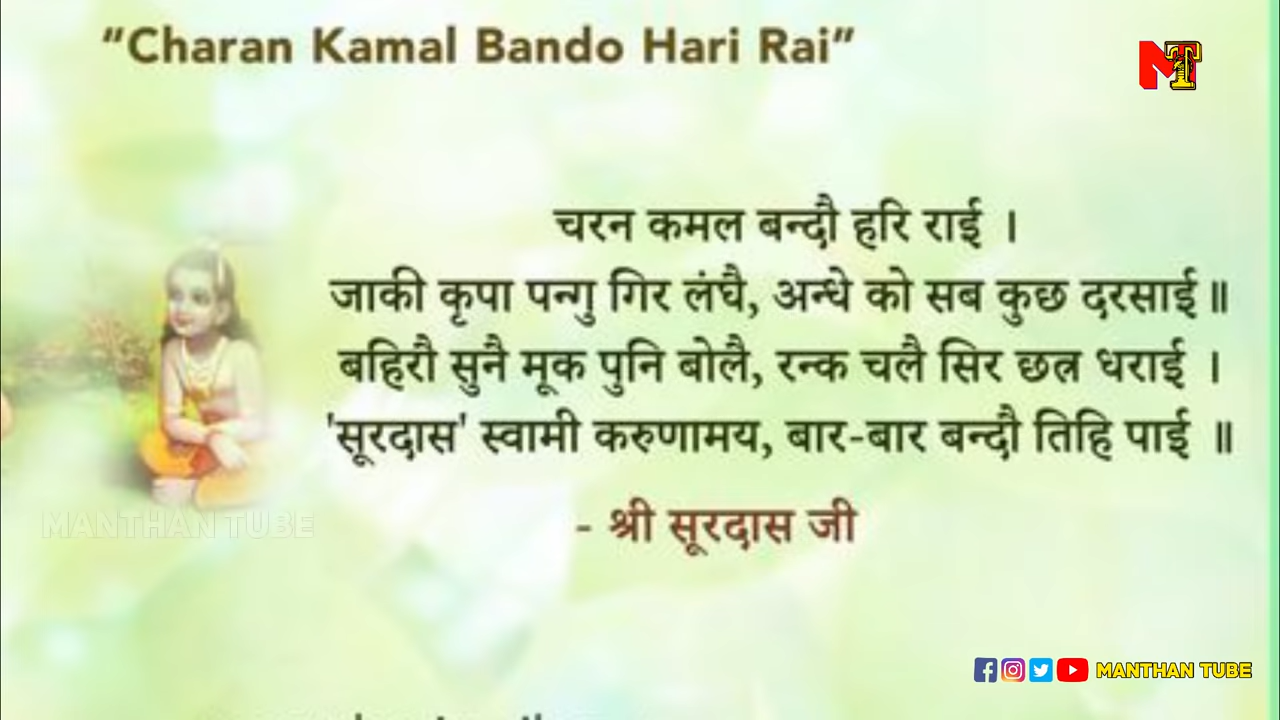 “Charan Kamal Bando Hari Rai”
MT
चरन कमल बन्दौ हरि राई ।
जाकी कृपा पन्गु गिर लंघै, अन्धे को सब कुछ दरसाई ॥
बहिरौ सुनै मूक पुनि बोलै, रन्क चलै सिर छत्र धराई ।
'सूरदास' स्वामी करुणामय, बार-बार बन्दौ तिहि पाई ॥
- श्री सूरदास जी
MANTHAN TUBE
MANTHAN TUBE